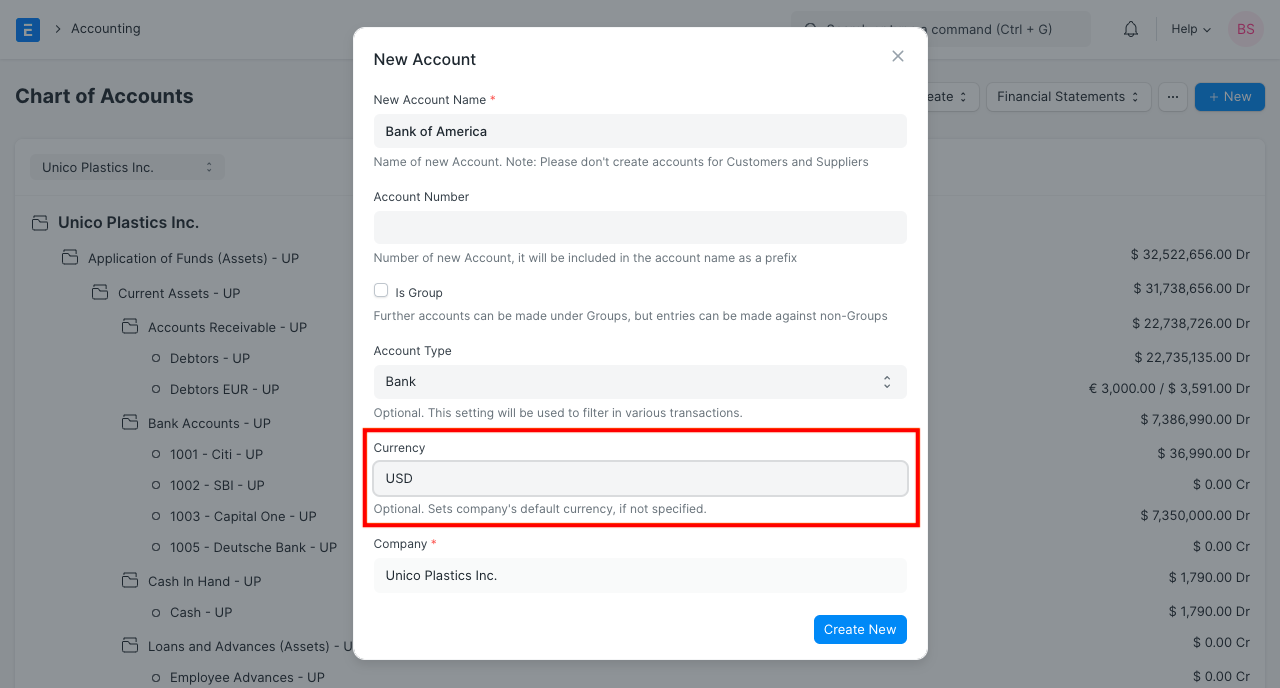 E
Accounting
command (Ctrl + G)
Help
BS
Chart of Accounts
Financial Statements
...
+ New
Unico Plastics Inc.
Unico Plastics Inc.
Application of Funds (Assets) - UP
$ 32,522,656.00 Dr
Current Assets - UP
$ 31,738,656.00 Dr
Accounts Receivable - UP
$ 22,738,726.00 Dr
Debtors - UP
$ 22,735,135.00 Dr
Debtors EUR - UP
€ 3,000.00 / $ 3,591.00 Dr
Bank Accounts - UP
$ 7,386,990.00 Dr
1001 - Citi - UP
$ 36,990.00 Dr
1002 - SBI - UP
$ 0.00 Cr
1003 - Capital One - UP
$ 7,350,000.00 Dr
1005 - Deutsche Bank - UP
$ 0.00 Cr
Cash In Hand - UP
$ 1,790.00 Dr
Cash - UP
$ 1,790.00 Dr
Loans and Advances (Assets) - U
$ 0.00 Cr
Employee Advances - UP
$ 0.00 Cr
New Account
New Account Name *
Bank of America
Name of new Account. Note: Please don't create accounts for Customers and Suppliers
Account Number
Number of new Account, it will be included in the account name as a prefix
Is Group
Further accounts can be made under Groups, but entries can be made against non-Groups
Account Type
Bank
Optional. This setting will be used to filter in various transactions.
Currency
USD
Optional. Sets company's default currency, if not specified.
Company *
Unico Plastics Inc.
Create New